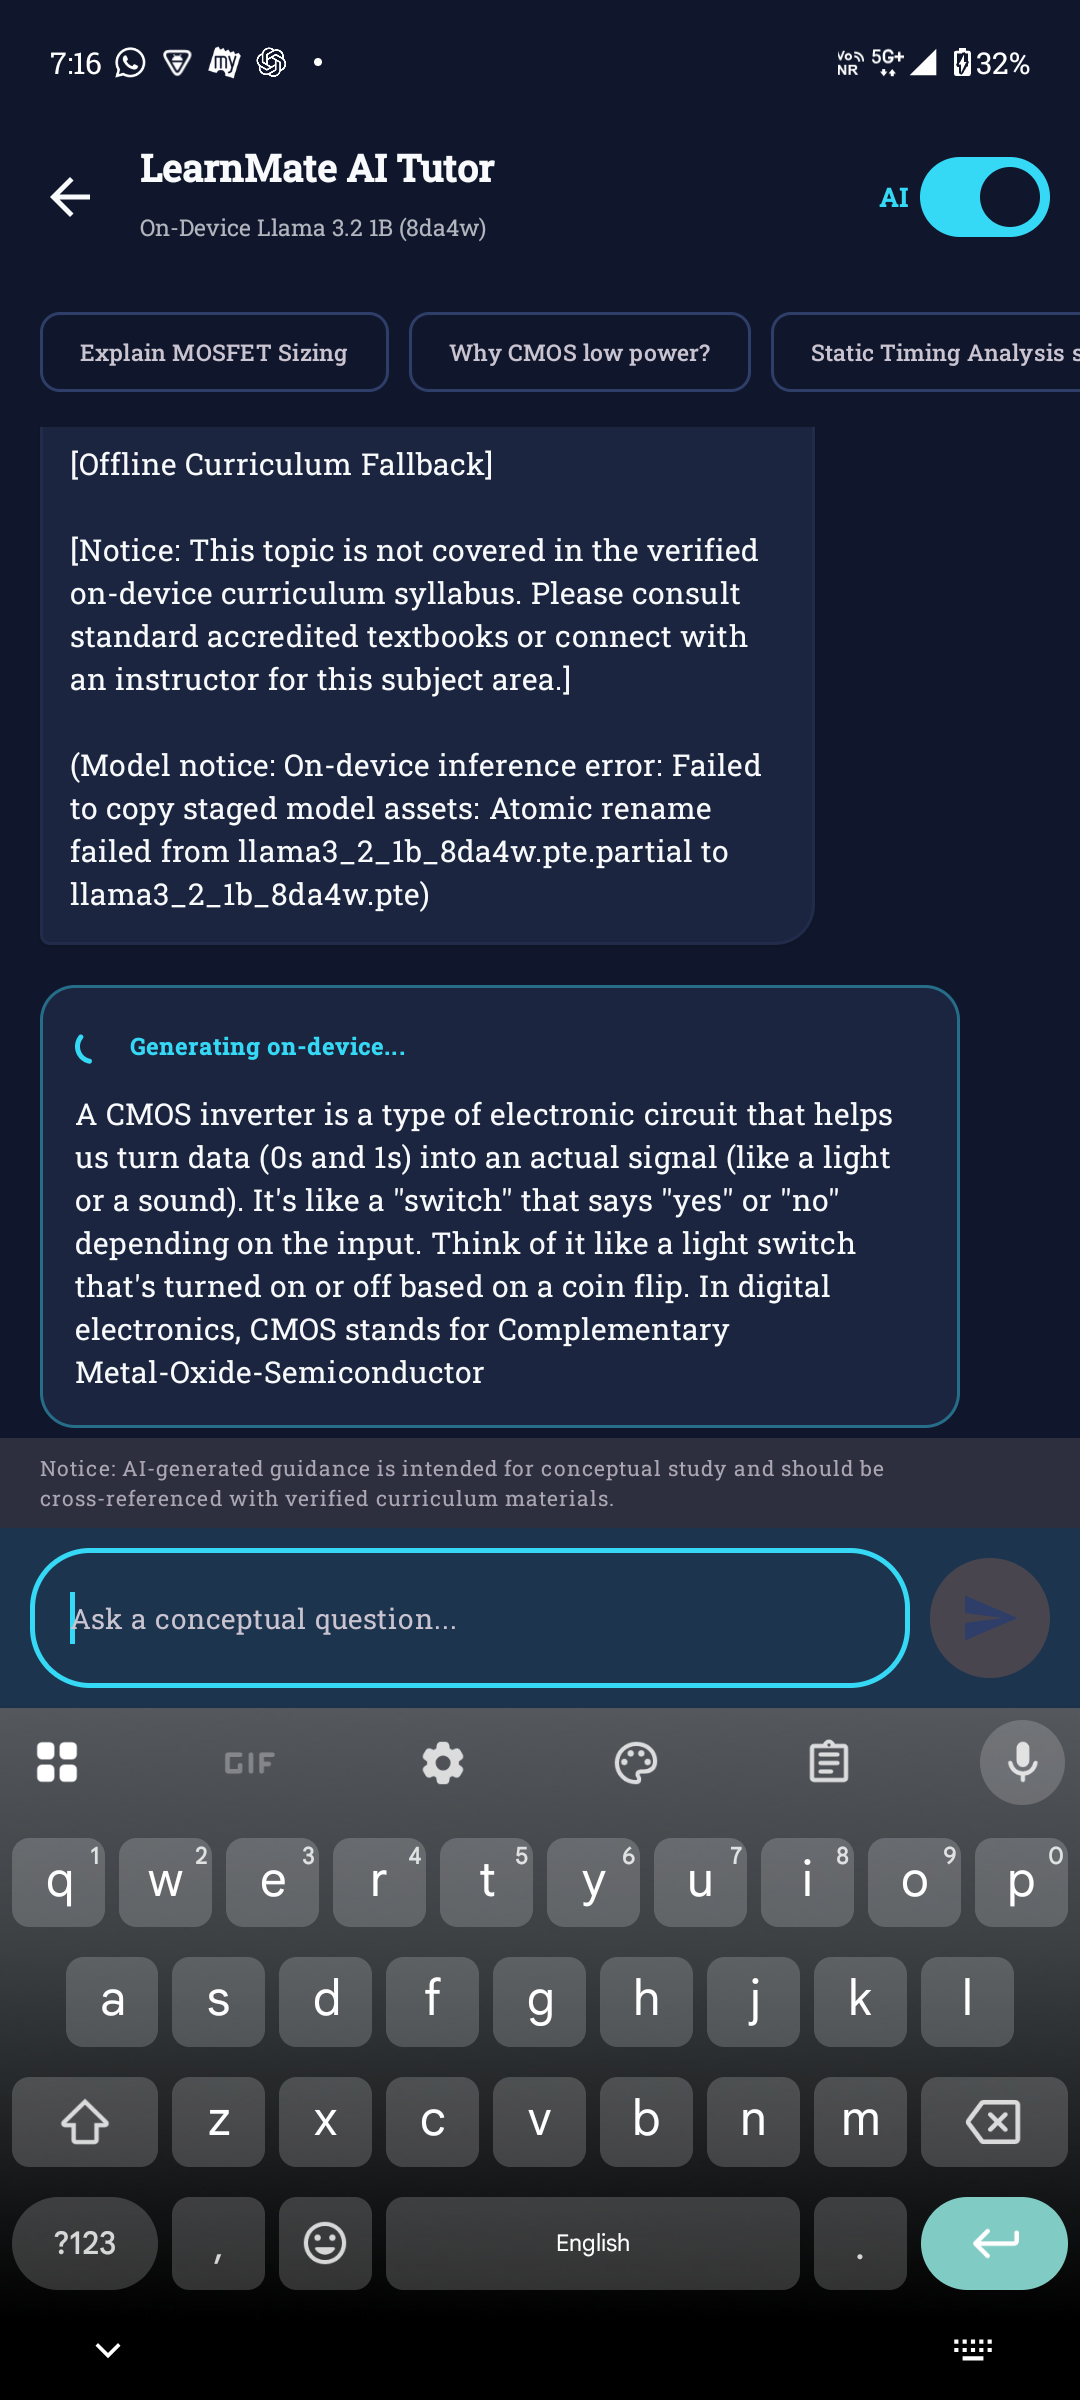 7:16
my
Vo))
NR
5G+
32%
LearnMate AI Tutor
On-Device Llama 3.2 1B (8da4w)
AI
Explain MOSFET Sizing
Why CMOS low power?
Static Timing Analysis s
[Offline Curriculum Fallback]
[Notice: This topic is not covered in the verified
on-device curriculum syllabus. Please consult
standard accredited textbooks or connect with
an instructor for this subject area.]
(Model notice: On-device inference error: Failed
to copy staged model assets: Atomic rename
failed from llama3_2_1b_8da4w.pte.partial to
llama3_2_1b_8da4w.pte)
Generating on-device...
A CMOS inverter is a type of electronic circuit that helps
us turn data (0s and 1s) into an actual signal (like a light
or a sound). It's like a "switch" that says "yes" or "no"
depending on the input. Think of it like a light switch
that's turned on or off based on a coin flip. In digital
electronics, CMOS stands for Complementary
Metal-Oxide-Semiconductor
Notice: AI-generated guidance is intended for conceptual study and should be
cross-referenced with verified curriculum materials.
Ask a conceptual question...
GIF
q 1 w 2 e 3 r 4 t 5 y 6 u 7 i 8 o 9 p 0
a s d f g h j k l
z x c v b n m
?123 , English .